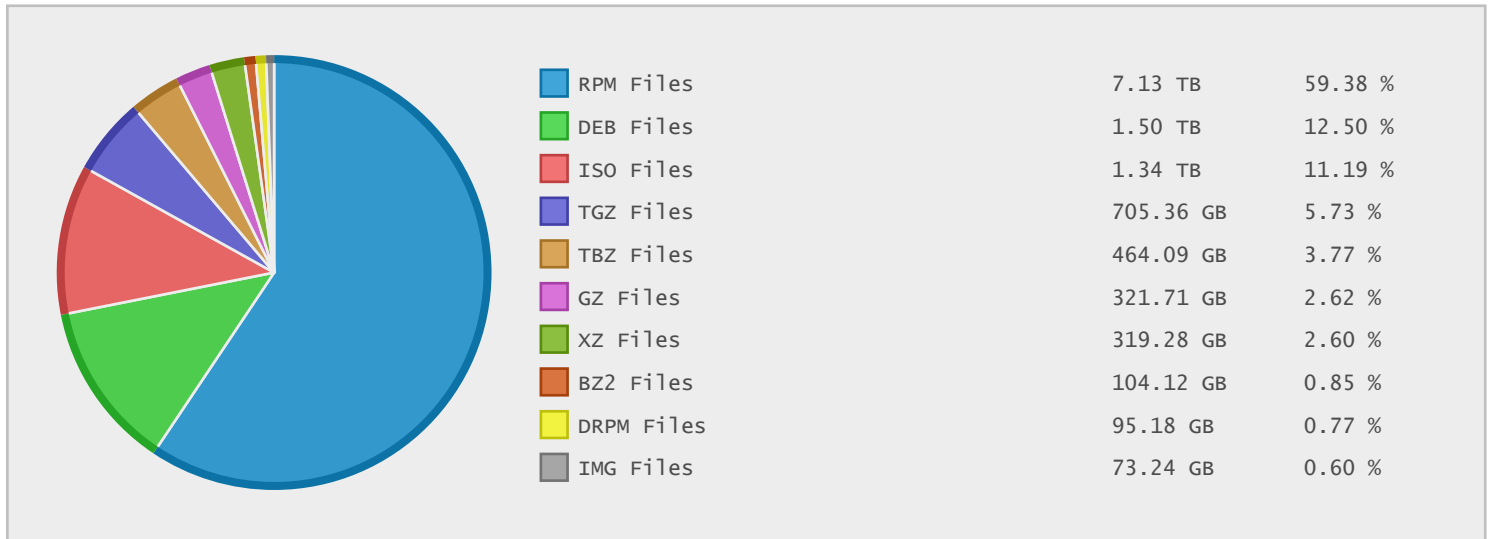 RPM Files 7.13 TB 59.38 %
DEB Files 1.50 TB 12.50 %
ISO Files 1.34 TB 11.19 %
TGZ Files 705.36 GB 5.73 %
TBZ Files 464.09 GB 3.77 %
GZ Files 321.71 GB 2.62 %
XZ Files 319.28 GB 2.60 %
BZ2 Files 104.12 GB 0.85 %
DRPM Files 95.18 GB 0.77 %
IMG Files 73.24 GB 0.60 %